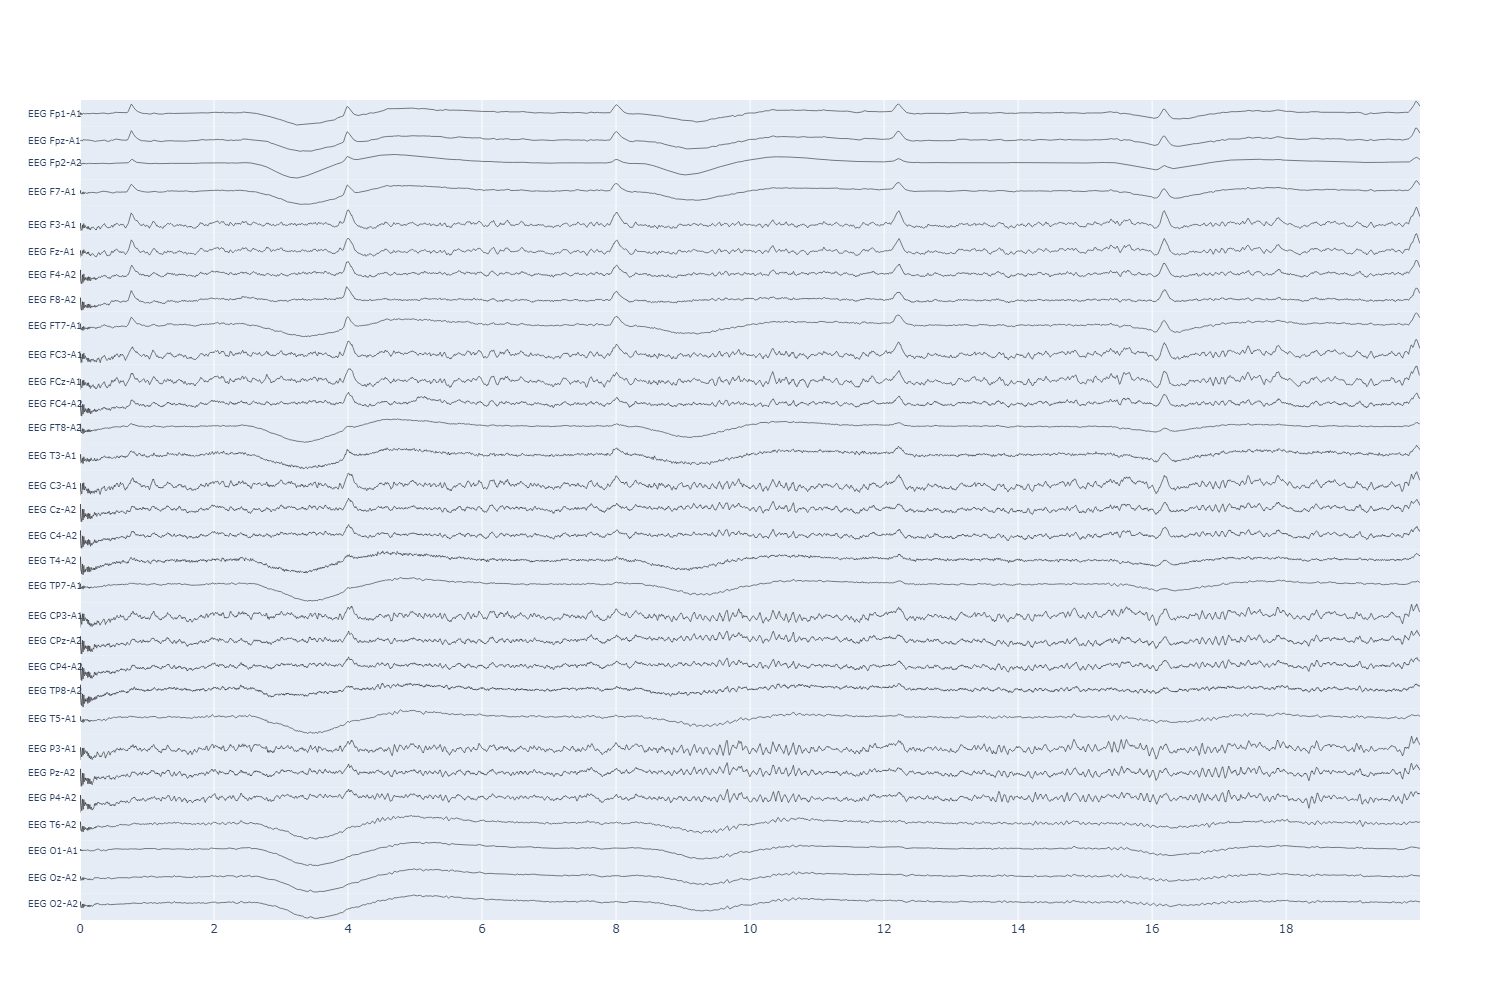 EEG Fp1-A1
EEG Fpz-A1
EEG Fp2-A2
EEG F7-A1
EEG F3-A1
EEG Fz-A1
EEG F4-A2
EEG F8-A2
EEG FT7-A1
EEG FC3-A1
EEG FCz-A1
EEG FC4-A2
EEG FT8-A2
EEG T3-A1
EEG C3-A1
EEG Cz-A2
EEG C4-A2
EEG T4-A2
EEG TP7-A1
EEG CP3-A1
EEG CPz-A2
EEG CP4-A2
EEG TP8-A2
EEG T5-A1
EEG P3-A1
EEG Pz-A2
EEG P4-A2
EEG T6-A2
EEG O1-A1
EEG Oz-A2
EEG O2-A2
0 2 4 6 8 10 12 14 16 18